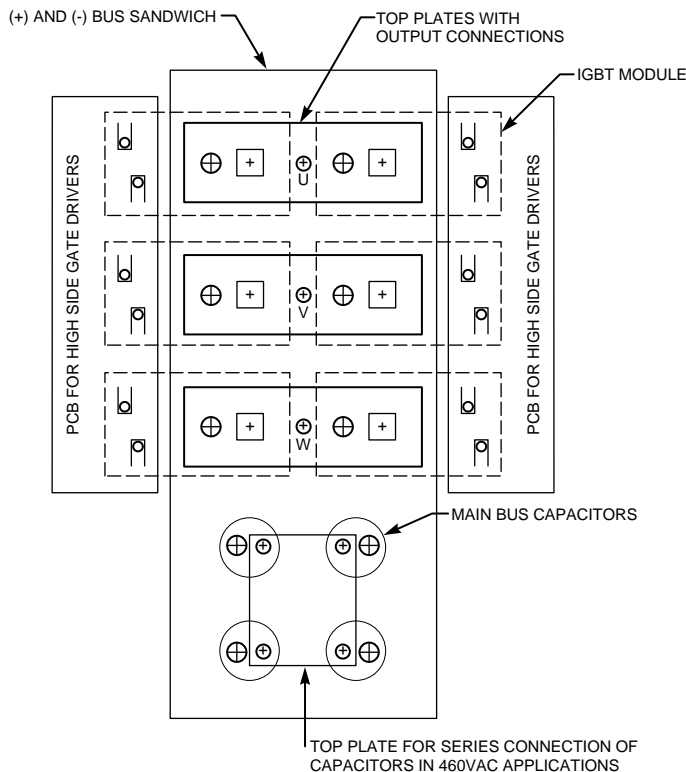 (+) AND (-) BUS SANDWICH
TOP PLATES WITH
OUTPUT CONNECTIONS
IGBT MODULE
PCB FOR HIGH SIDE GATE DRIVERS
PCB FOR HIGH SIDE GATE DRIVERS
U
V
W
MAIN BUS CAPACITORS
TOP PLATE FOR SERIES CONNECTION OF
CAPACITORS IN 460VAC APPLICATIONS